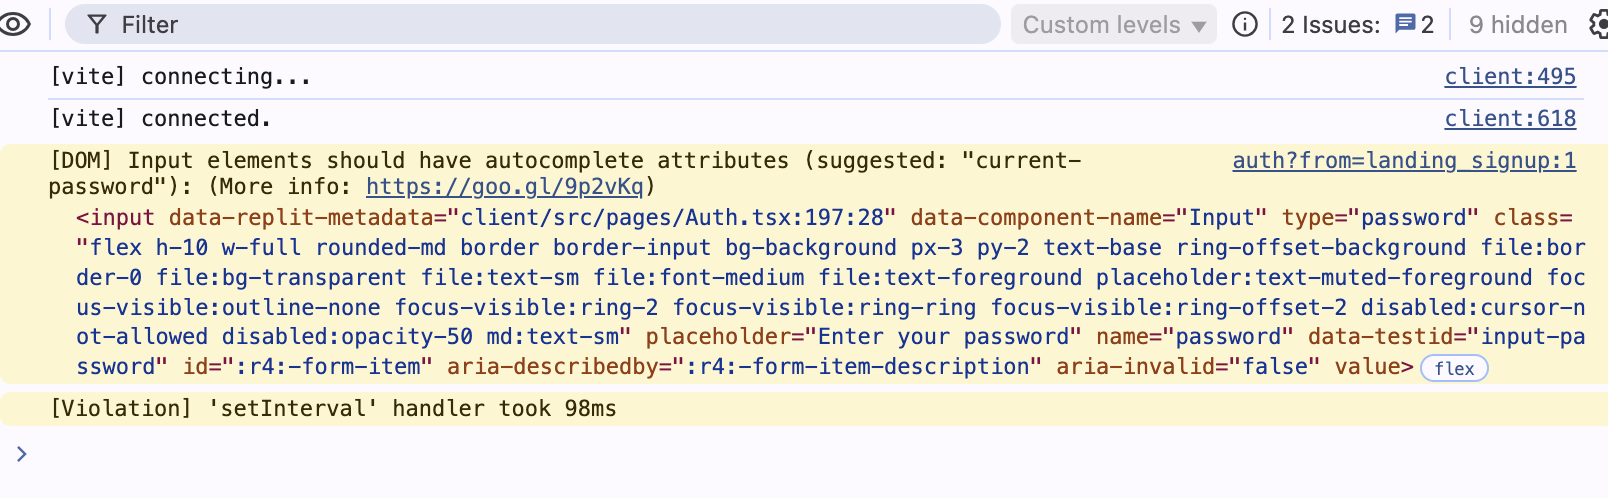 Filter Custom levels ▼ 2 Issues: 2 9 hidden
[vite] connecting... client:495
[vite] connected. client:618
[DOM] Input elements should have autocomplete attributes (suggested: "current- auth?from=landing_signup:1
password"): (More info: https://goo.gl/9p2vKq)
<input data-replit-metadata="client/src/pages/Auth.tsx:197:28" data-component-name="Input" type="password" class=
"flex h-10 w-full rounded-md border border-input bg-background px-3 py-2 text-base ring-offset-background file:bor
der-0 file:bg-transparent file:text-sm file:font-medium file:text-foreground placeholder:text-muted-foreground foc
us-visible:outline-none focus-visible:ring-2 focus-visible:ring-ring focus-visible:ring-offset-2 disabled:cursor-n
ot-allowed disabled:opacity-50 md:text-sm" placeholder="Enter your password" name="password" data-testid="input-pa
ssword" id=":r4:-form-item" aria-describedby=":r4:-form-item-description" aria-invalid="false" value> flex
[Violation] 'setInterval' handler took 98ms